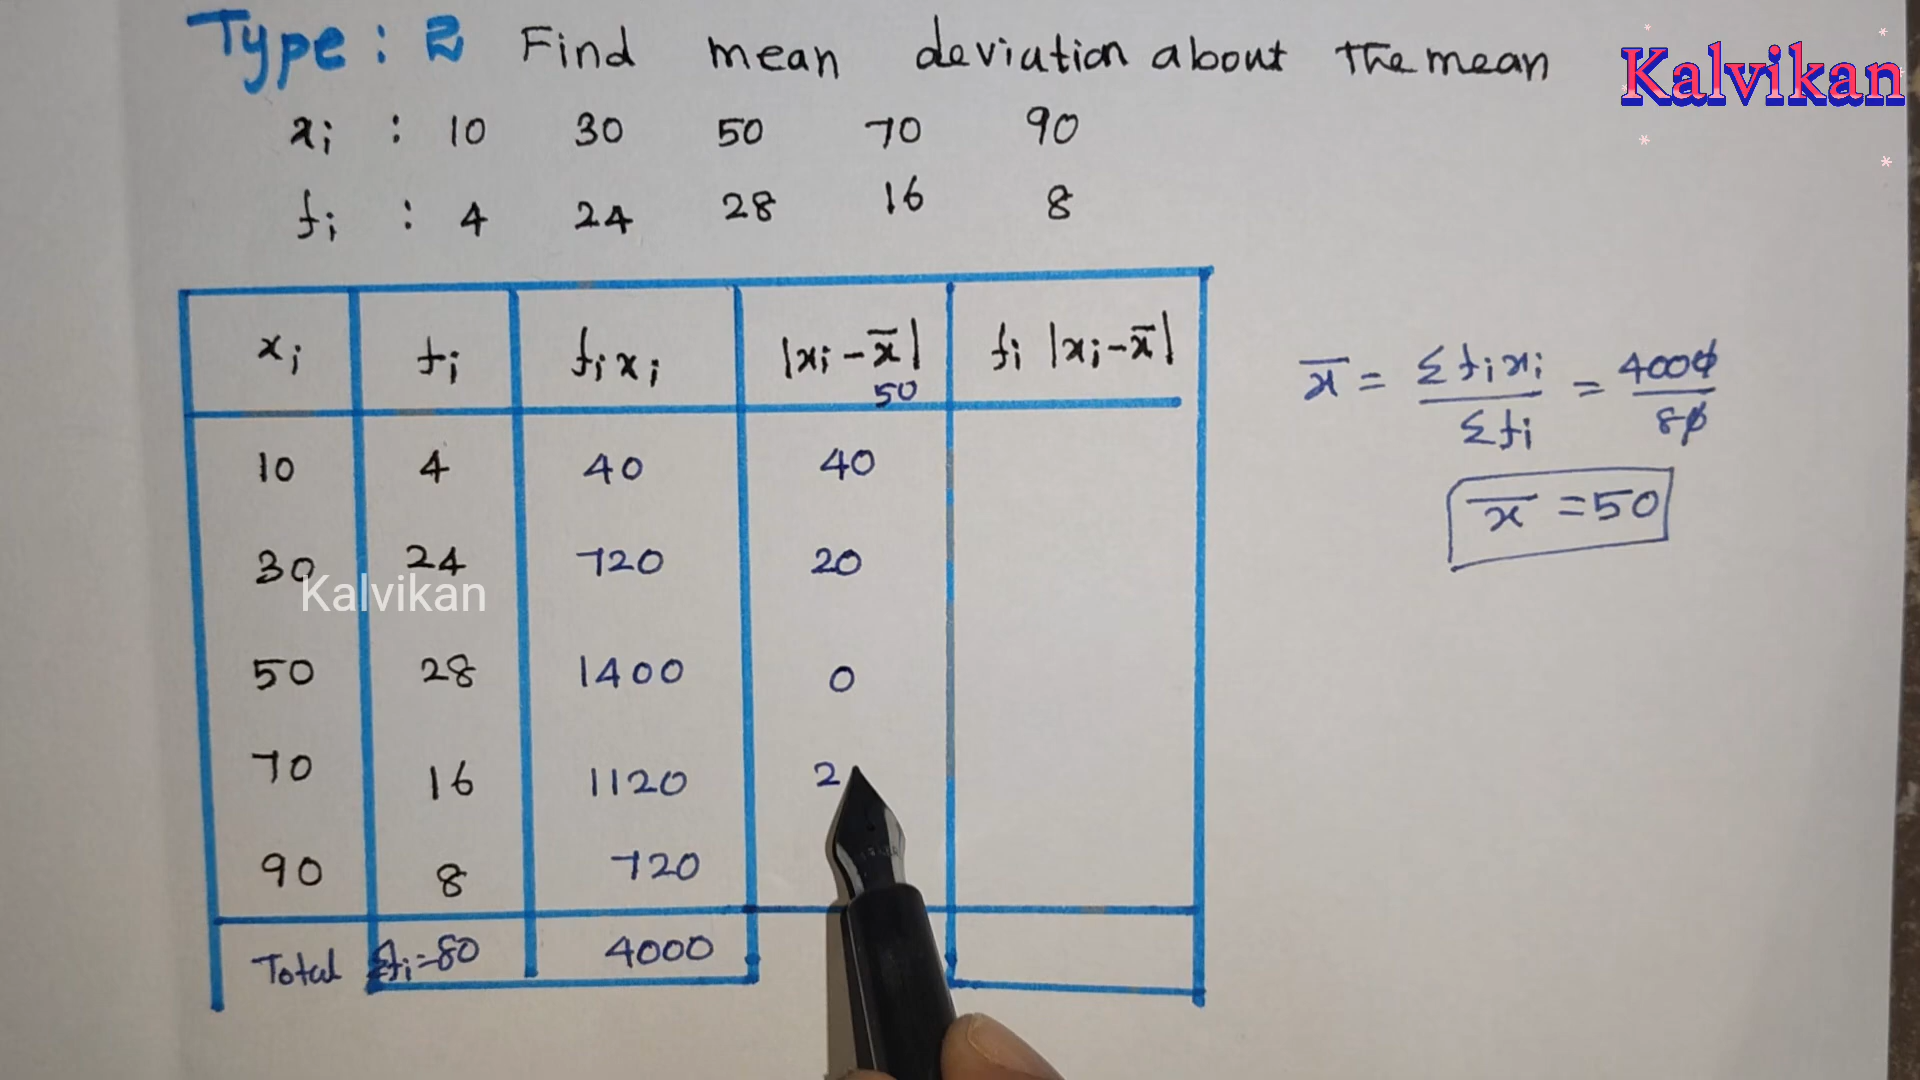 Type : 2 Find mean deviation about the mean
Kalvikan
xi : 10 30 50 70 90
fi : 4 24 28 16 8
xi fi fixi |xi-x̅| fi |xi-x̅|
50
10 4 40 40
30 24 720 20
Kalvikan
50 28 1400 0
70 16 1120 2
90 8 720
Total Σfi=80 4000
x̅ = Σfixi / Σfi = 4000 / 80
x̅ = 50